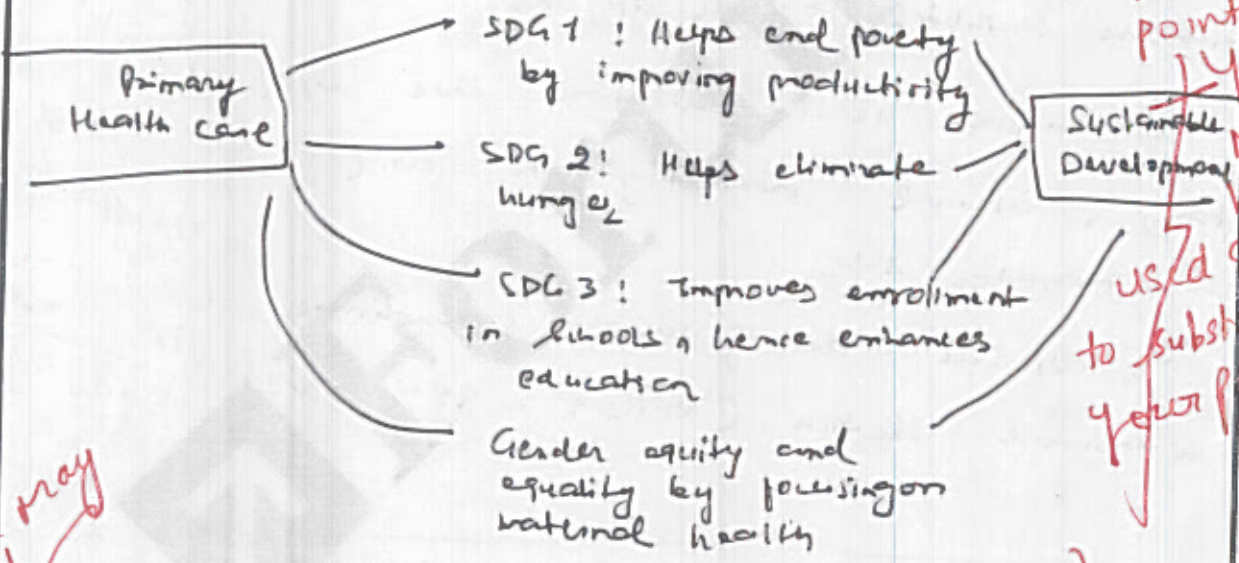 Primary
Health care
SDG 1 : Helps end poverty
by improving productivity
SDG 2 : Helps eliminate
hunger
SDG 3 : Improves enrollment
in schools, hence enhances
education
Gender equity and
equality by focusing on
maternal health
Sustainable
Development
point
used
to subst
your p
may